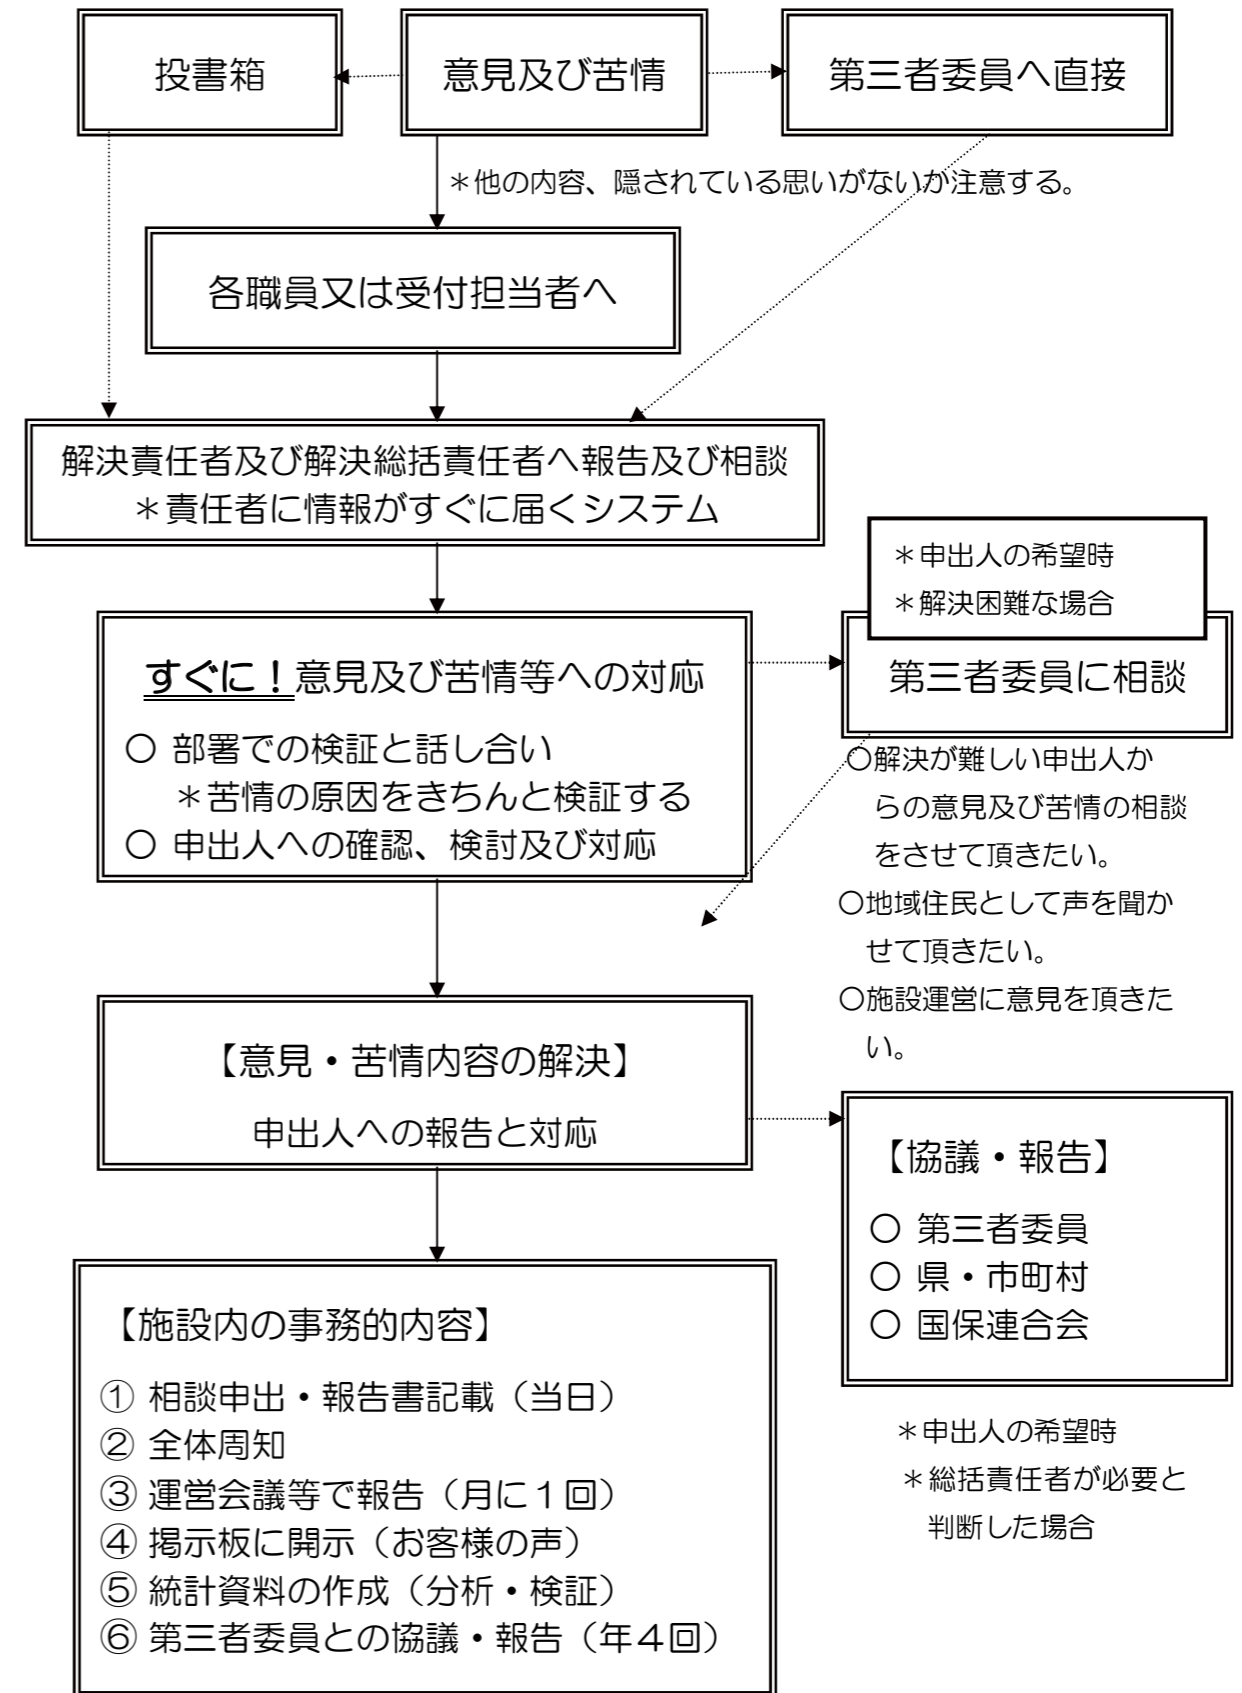 投書箱
意見及び苦情
第三者委員へ直接
＊他の内容、隠されている思いがないか注意する。
各職員又は受付担当者へ
解決責任者及び解決総括責任者へ報告及び相談
＊責任者に情報がすぐに届くシステム
＊申出人の希望時
＊解決困難な場合
すぐに！意見及び苦情等への対応
○ 部署での検証と話し合い
＊苦情の原因をきちんと検証する
○ 申出人への確認、検討及び対応
第三者委員に相談
○解決が難しい申出人か
らの意見及び苦情の相談
をさせて頂きたい。
○地域住民として声を聞か
せて頂きたい。
○施設運営に意見を頂きた
い。
【意見・苦情内容の解決】
申出人への報告と対応
【協議・報告】
○ 第三者委員
○ 県・市町村
○ 国保連合会
＊申出人の希望時
＊総括責任者が必要と
判断した場合
【施設内の事務的内容】
① 相談申出・報告書記載（当日）
② 全体周知
③ 運営会議等で報告（月に１回）
④ 掲示板に開示（お客様の声）
⑤ 統計資料の作成（分析・検証）
⑥ 第三者委員との協議・報告（年４回）